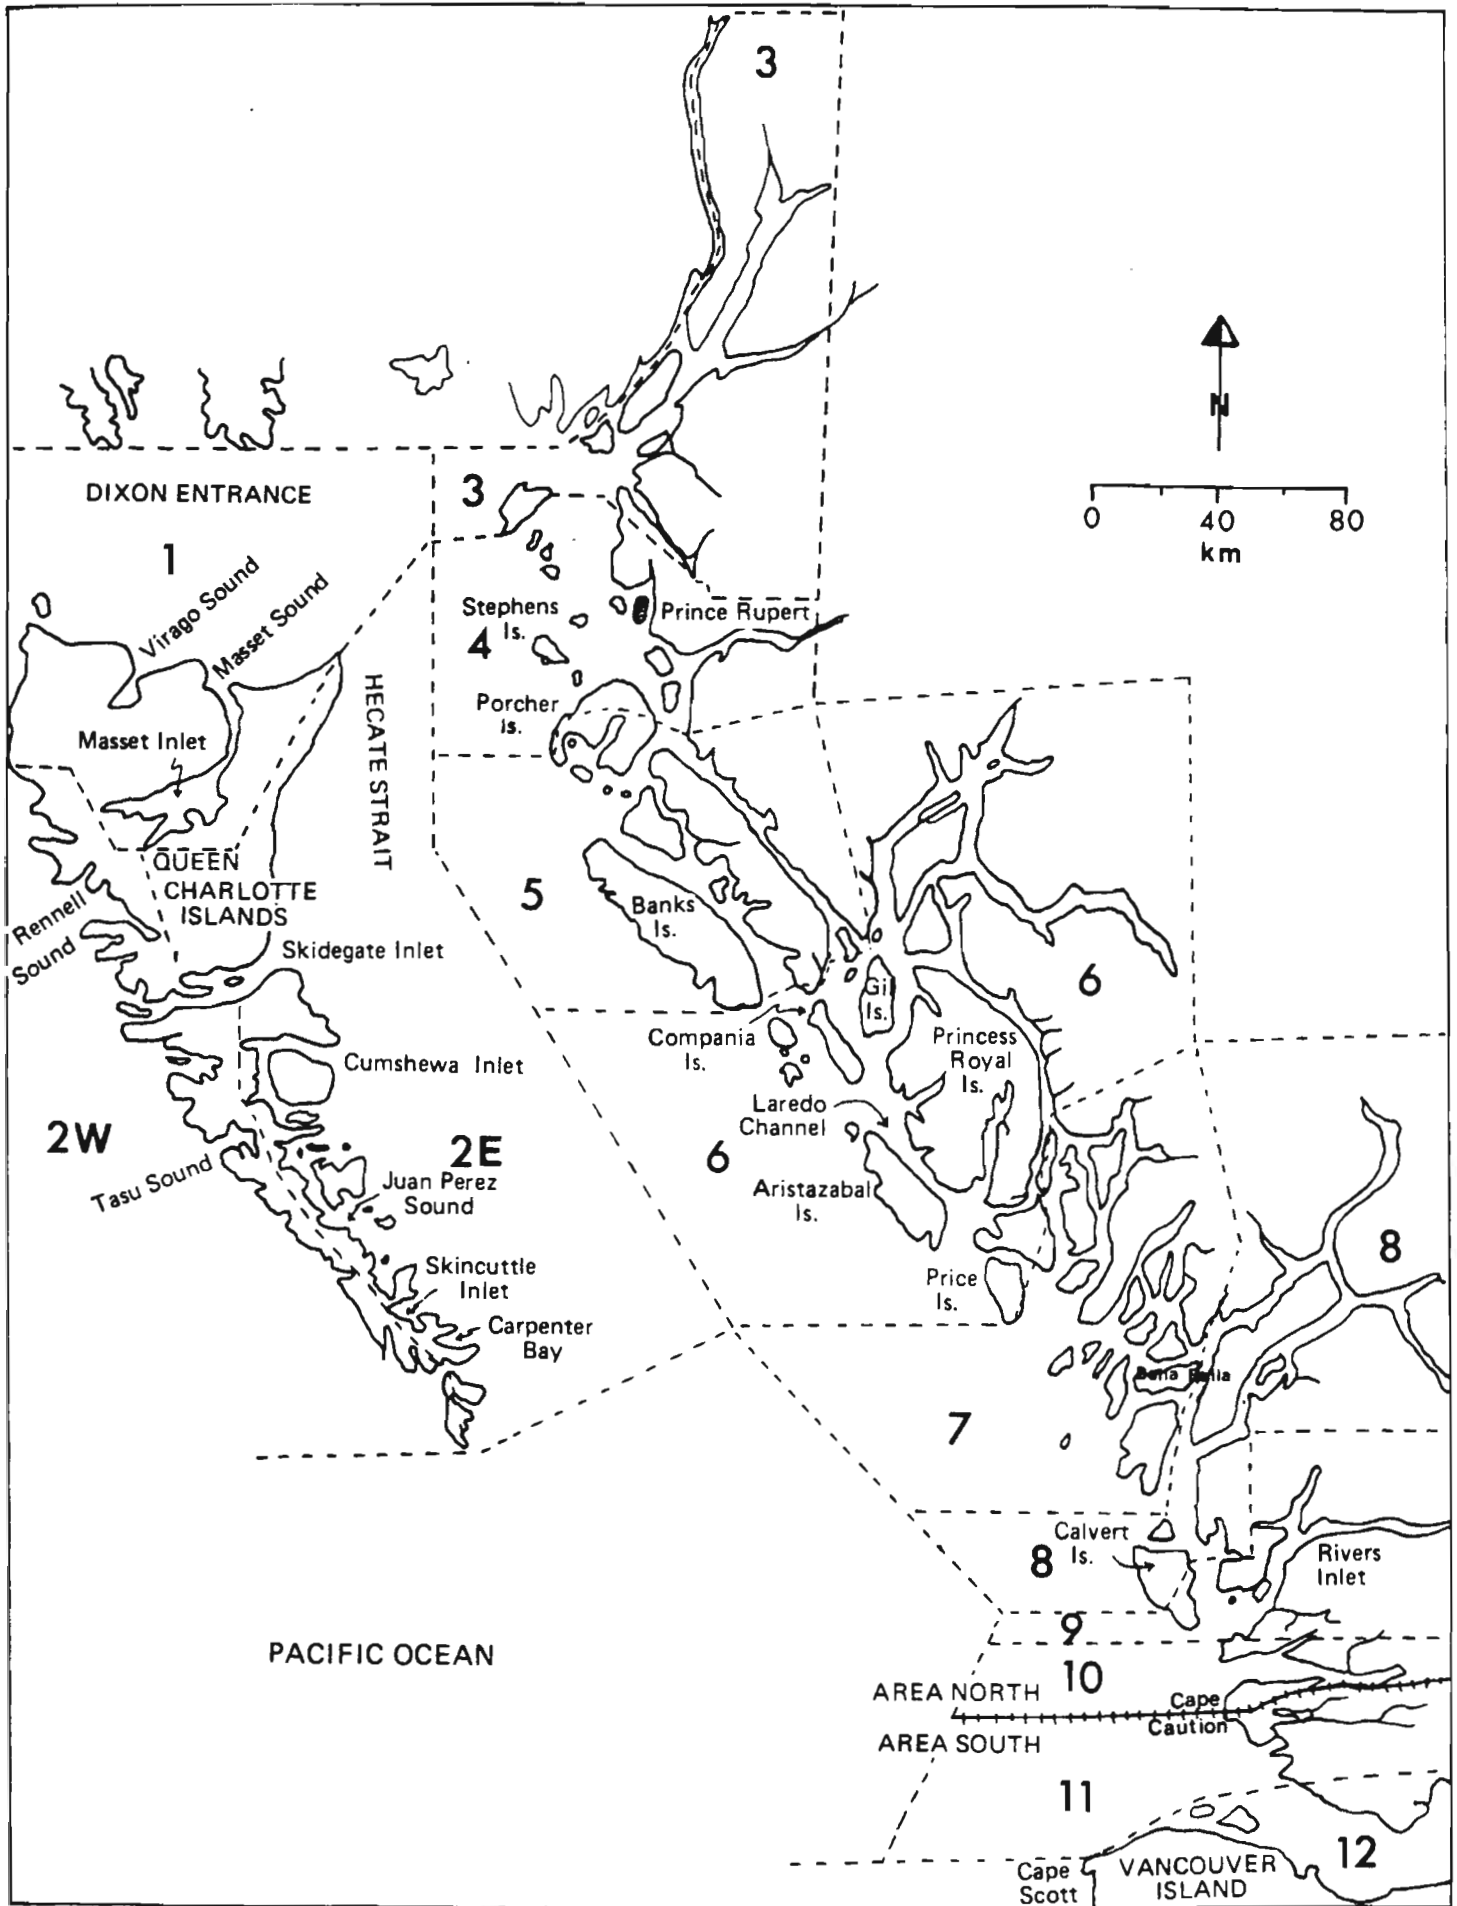 3
N
0 40 80
km
DIXON ENTRANCE
3
1
Virago Sound
Masset Sound
Stephens
Is.
4
Prince Rupert
Porcher
Is.
HECATE STRAIT
Masset Inlet
QUEEN
CHARLOTTE
ISLANDS
5
Banks
Is.
Rennell
Sound
Skidegate Inlet
6
Gil
Is.
Compania
Is.
Princess
Royal
Is.
Cumshewa Inlet
Laredo
Channel
2W
2E
6
Tasu Sound
Juan Perez
Sound
Aristazabal
Is.
8
Skincuttle
Inlet
Price
Is.
Carpenter
Bay
Bella Bella
7
Calvert
Is.
8
Rivers
Inlet
9
PACIFIC OCEAN
10
AREA NORTH
Cape
Caution
AREA SOUTH
11
12
Cape
Scott
VANCOUVER
ISLAND